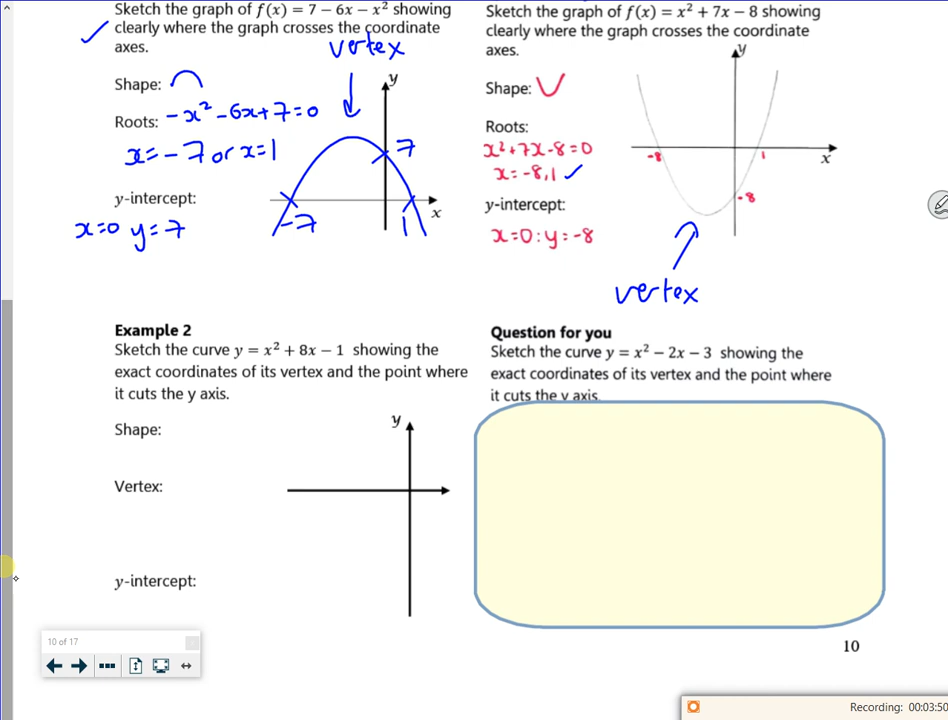 Sketch the graph of f(x) = 7 − 6x − x² showing
clearly where the graph crosses the coordinate
axes.
vertex
Shape:
Roots: −x² −6x+7=0
x=−7 or x=1
y-intercept:
x=0 y=7
y
7
x
−7
1
Sketch the graph of f(x) = x² + 7x − 8 showing
clearly where the graph crosses the coordinate
axes.
y
Shape:
Roots:
x²+7x-8=0
x=-8,1
y-intercept:
x=0: y=-8
-8
1
x
-8
vertex
Example 2
Sketch the curve y = x² + 8x − 1 showing the
exact coordinates of its vertex and the point where
it cuts the y axis.
y
Shape:
Vertex:
y-intercept:
Question for you
Sketch the curve y = x² − 2x − 3 showing the
exact coordinates of its vertex and the point where
it cuts the y axis.
10
10 of 17
Recording: 00:03:50